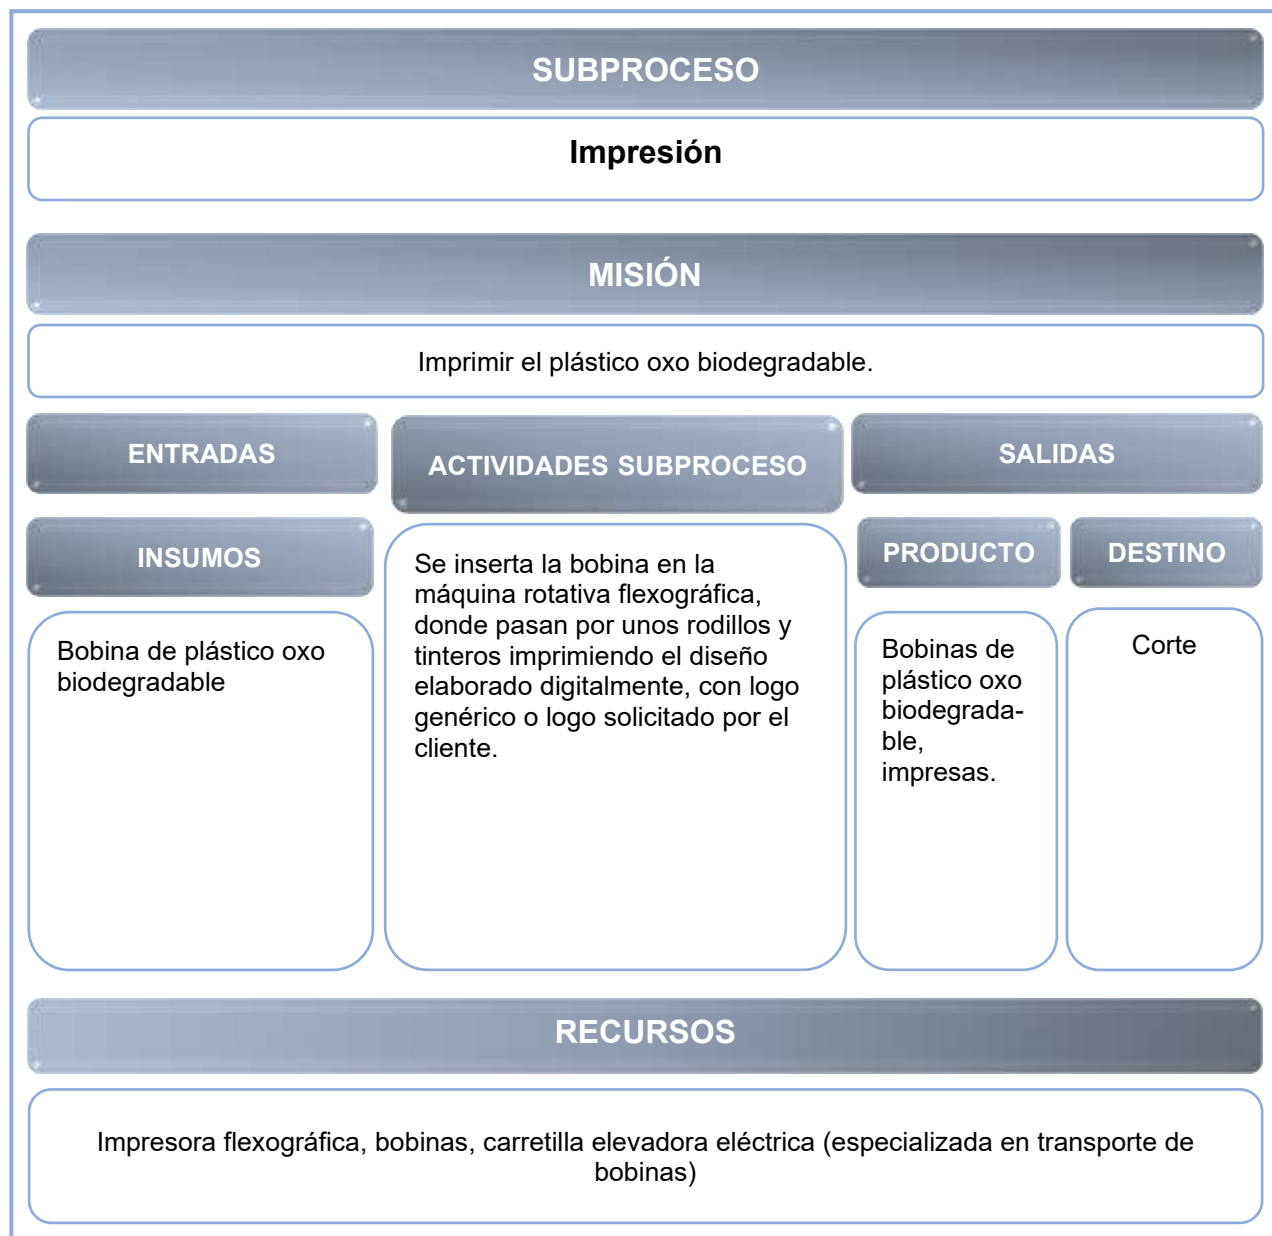 SUBPROCESO
Impresión
MISIÓN
Imprimir el plástico oxo biodegradable.
ENTRADAS
INSUMOS
Bobina de plástico oxo
biodegradable
ACTIVIDADES SUBPROCESO
Se inserta la bobina en la
máquina rotativa flexográfica,
donde pasan por unos rodillos y
tinteros imprimiendo el diseño
elaborado digitalmente, con logo
genérico o logo solicitado por el
cliente.
SALIDAS
PRODUCTO
Bobinas de
plástico oxo
biodegrada-
ble,
impresas.
DESTINO
Corte
RECURSOS
Impresora flexográfica, bobinas, carretilla elevadora eléctrica (especializada en transporte de
bobinas)